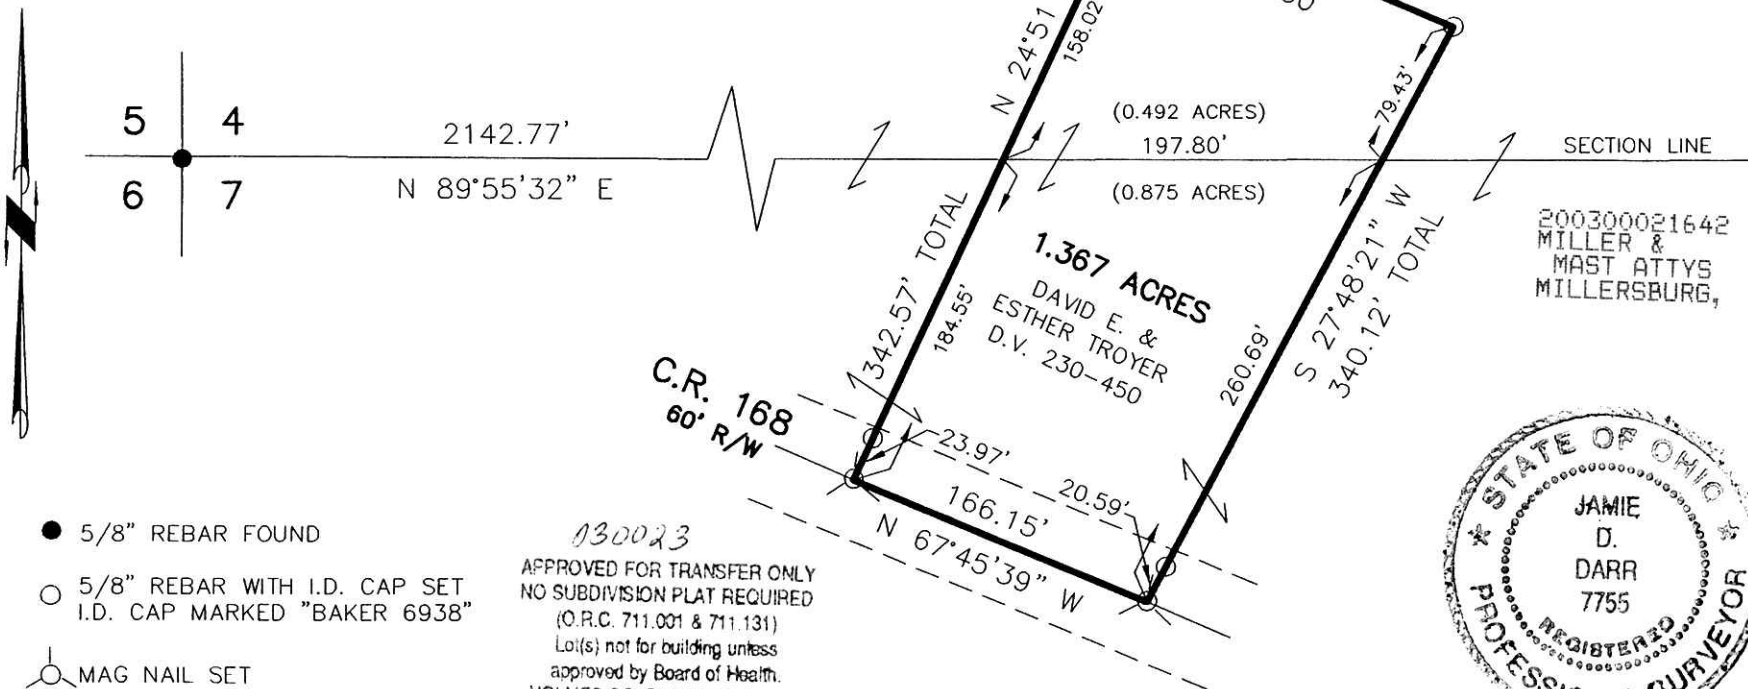 5 4
6 7
2142.77'
N 89°55'32" E
N 24°51
158.02
(0.492 ACRES)
197.80'
(0.875 ACRES)
79.43'
SECTION LINE
200300021642
MILLER &
MAST ATTYS
MILLERSBURG,
342.57' TOTAL
184.55'
1.367 ACRES
DAVID E. &
ESTHER TROYER
D.V. 230-450
260.69'
S 27°48'21" W
340.12' TOTAL
C.R. 168
60' R/W
23.97'
20.59'
166.15'
N 67°45'39" W
5/8" REBAR FOUND
5/8" REBAR WITH I.D. CAP SET
I.D. CAP MARKED "BAKER 6938"
MAG NAIL SET
030023
APPROVED FOR TRANSFER ONLY
NO SUBDIVISION PLAT REQUIRED
(O.R.C. 711.001 & 711.131)
Lot(s) not for building unless
approved by Board of Health.
STATE OF OHIO
JAMIE
D.
DARR
7755
REGISTERED
SURVEYOR